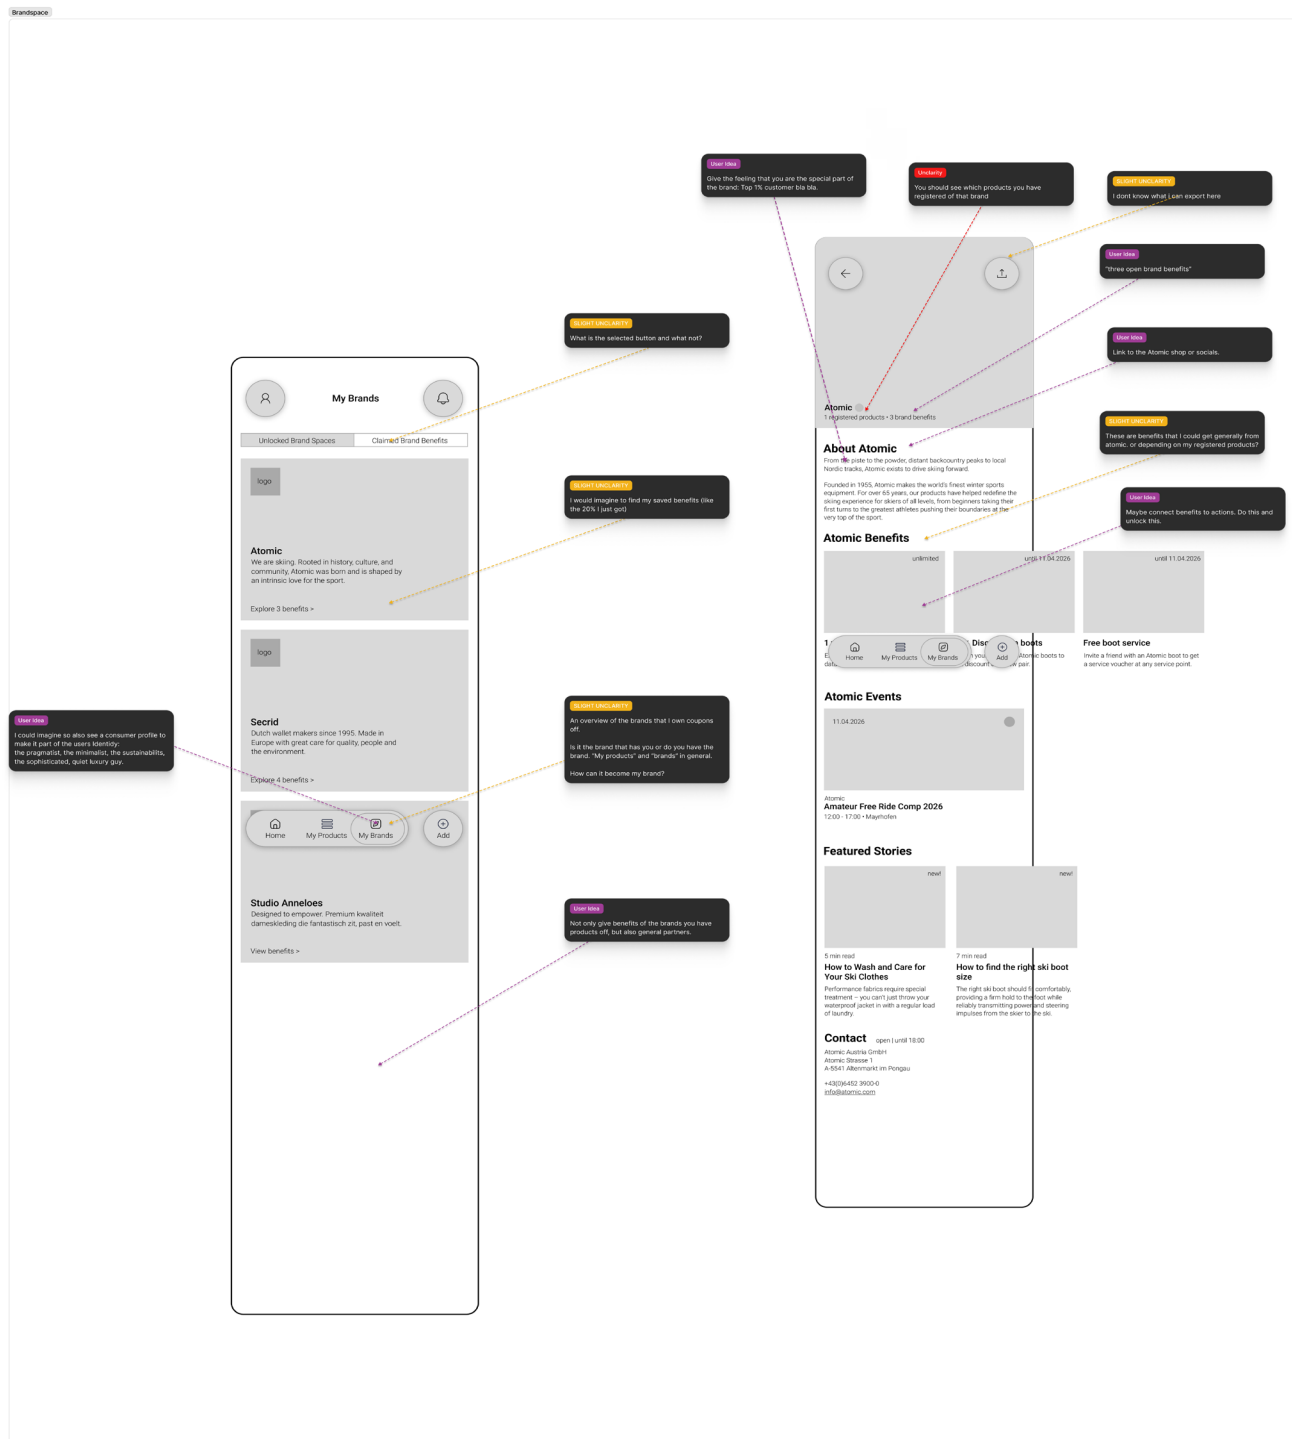 Brandspace
User Idea
Give the feeling that you are the special part of
the brand: Top 1% customer bla bla.
Unclarity
You should see which products you have
registered of that brand
SLIGHT UNCLARITY
I dont know what i can export here
User Idea
"three open brand benefits"
User Idea
Link to the Atomic shop or socials.
SLIGHT UNCLARITY
These are benefits that I could get generally from
atomic. or depending on my registered products?
User Idea
Maybe connect benefits to actions. Do this and
unlock this.
SLIGHT UNCLARITY
What is the selected button and what not?
SLIGHT UNCLARITY
I would imagine to find my saved benefits (like
the 20% I just got)
SLIGHT UNCLARITY
An overview of the brands that I own coupons
off.
Is it the brand that has you or do you have the
brand. "My products" and "brands" in general.
How can it become my brand?
User Idea
Not only give benefits of the brands you have
products off, but also general partners.
User Idea
I could imagine so also see a consumer profile to
make it part of the users Identidy:
the pragmatist, the minimalist, the sustainabilits,
the sophisticated, quiet luxury guy.
My Brands
Unlocked Brand Spaces
Claimed Brand Benefits
logo
Atomic
We are skiing. Rooted in history, culture, and
community, Atomic was born and is shaped by
an intrinsic love for the sport.
Explore 3 benefits >
logo
Secrid
Dutch wallet makers since 1995. Made in
Europe with great care for quality, people and
the environment.
Explore 4 benefits >
Home
My Products
My Brands
Add
Studio Anneloes
Designed to empower. Premium kwaliteit
dameskleding die fantastisch zit, past en voelt.
View benefits >
Atomic
1 registered products • 3 brand benefits
About Atomic
From the piste to the powder, distant backcountry peaks to local
Nordic tracks, Atomic exists to drive skiing forward.
Founded in 1955, Atomic makes the world's finest winter sports
equipment. For over 65 years, our products have helped redefine the
skiing experience for skiers of all levels, from beginners taking their
first turns to the greatest athletes pushing their boundaries at the
very top of the sport.
Atomic Benefits
unlimited
until 11.04.2026
until 11.04.2026
boots
Atomic boots to
pair.
Free boot service
Invite a friend with an Atomic boot to get
a service voucher at any service point.
Home
My Products
My Brands
Add
Atomic Events
11.04.2026
Atomic
Amateur Free Ride Comp 2026
12:00 - 17:00 • Mayrhofen
Featured Stories
new!
5 min read
How to Wash and Care for
Your Ski Clothes
Performance fabrics require special
treatment – you can't just throw your
waterproof jacket in with a regular load
of laundry.
new!
7 min read
How to find the right ski boot
size
The right ski boot should fit comfortably,
providing a firm hold to the foot while
reliably transmitting power and steering
impulses from the skier to the ski.
Contact
open | until 18:00
Atomic Austria GmbH
Atomic Strasse 1
A-5541 Altenmarkt im Pongau
+43(0)6452 3900-0
info@atomic.com